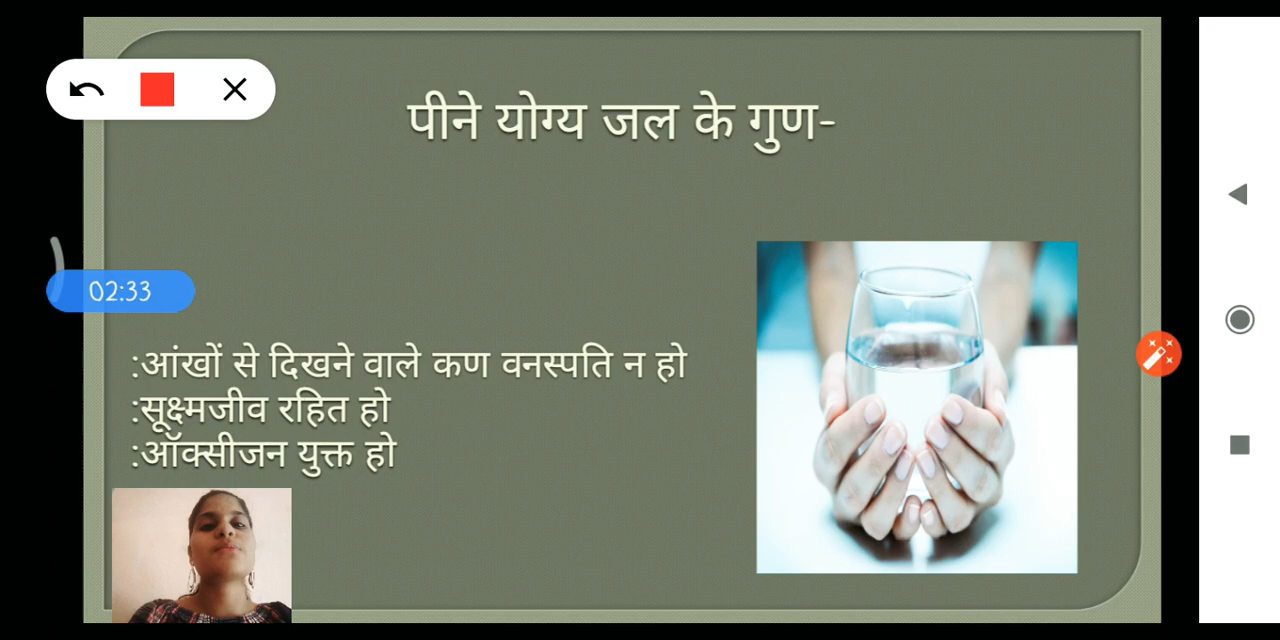 पीने योग्य जल के गुण-
02:33
:आंखों से दिखने वाले कण वनस्पति न हो
:सूक्ष्मजीव रहित हो
:ऑक्सीजन युक्त हो